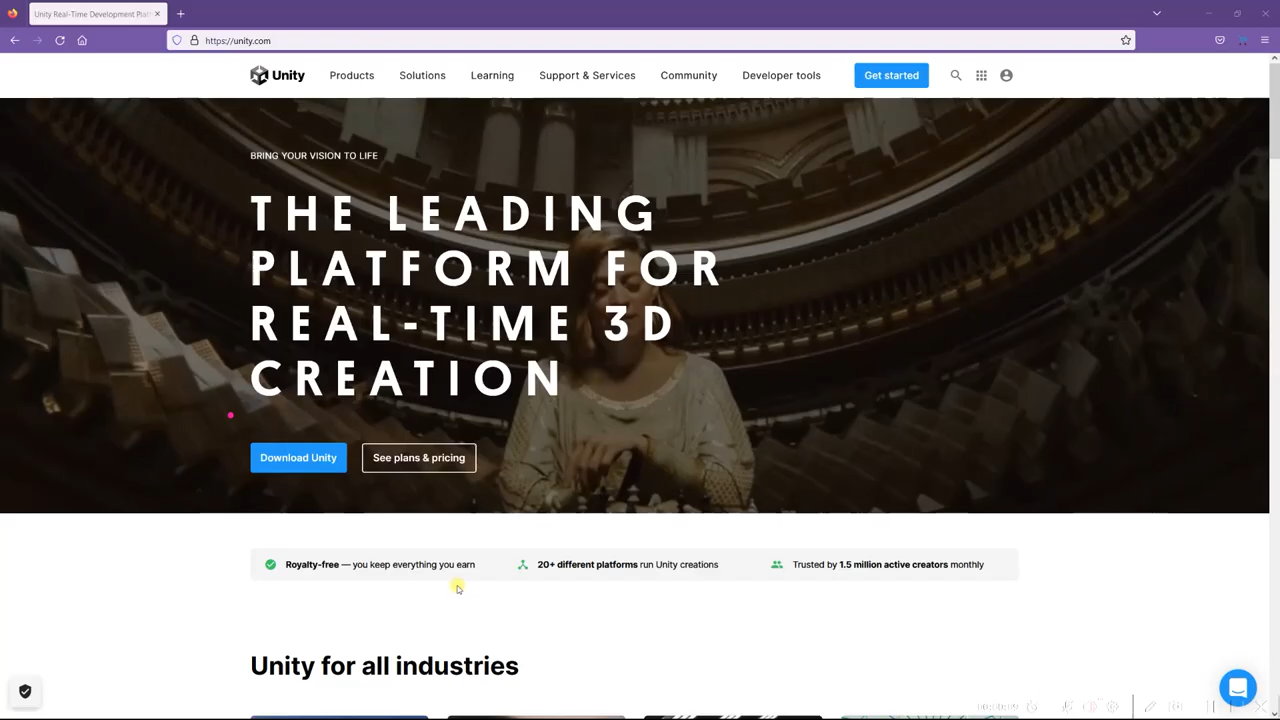 Unity Real-Time Development Platf
https://unity.com
Unity Products Solutions Learning Support & Services Community Developer tools Get started
BRING YOUR VISION TO LIFE
THE LEADING
PLATFORM FOR
REAL-TIME 3D
CREATION
Download Unity See plans & pricing
Royalty-free — you keep everything you earn 20+ different platforms run Unity creations Trusted by 1.5 million active creators monthly
Unity for all industries